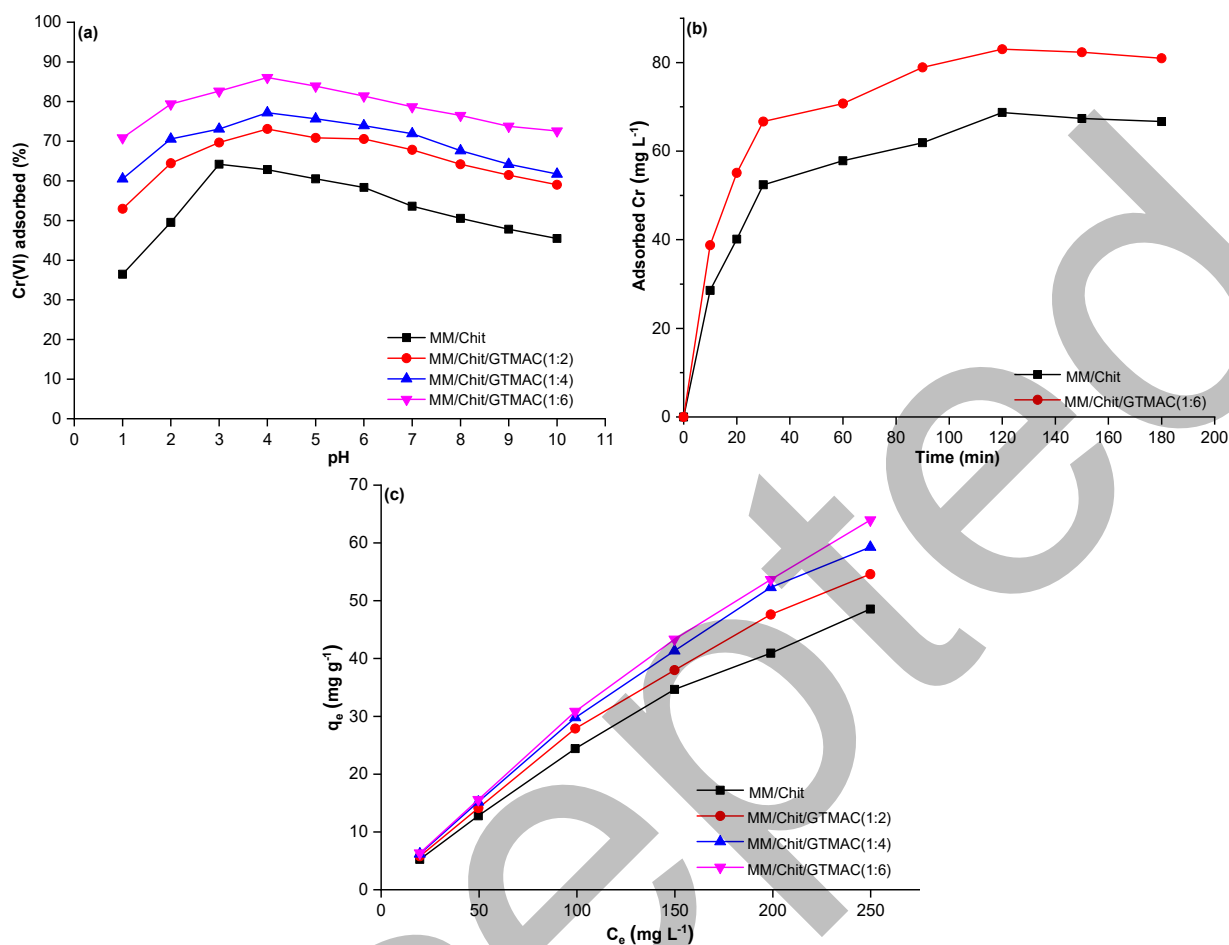 (a)
100
90
80
70
60
50
40
30
20
10
0
Cr(VI) adsorbed (%)
0 1 2 3 4 5 6 7 8 9 10 11
pH
MM/Chit
MM/Chit/GTMAC(1:2)
MM/Chit/GTMAC(1:4)
MM/Chit/GTMAC(1:6)
(b)
80
60
40
20
0
Adsorbed Cr (mg L-1)
0 20 40 60 80 100 120 140 160 180 200
Time (min)
MM/Chit
MM/Chit/GTMAC(1:6)
(c)
70
60
50
40
30
20
10
0
qe (mg g-1)
0 50 100 150 200 250
Ce (mg L-1)
MM/Chit
MM/Chit/GTMAC(1:2)
MM/Chit/GTMAC(1:4)
MM/Chit/GTMAC(1:6)
epted